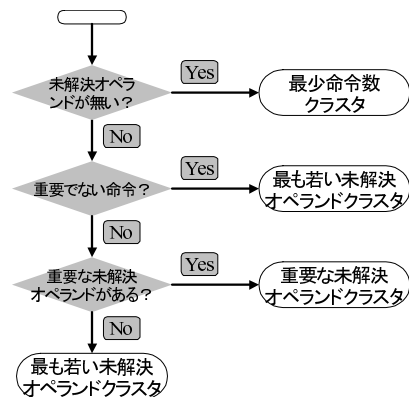 未解決オペラ
ンドが無い？
Yes
最少命令数
クラスタ
No
重要でない命令？
Yes
最も若い未解決
オペランドクラスタ
No
重要な未解決
オペランドがある？
Yes
重要な未解決
オペランドクラスタ
No
最も若い未解決
オペランドクラスタ